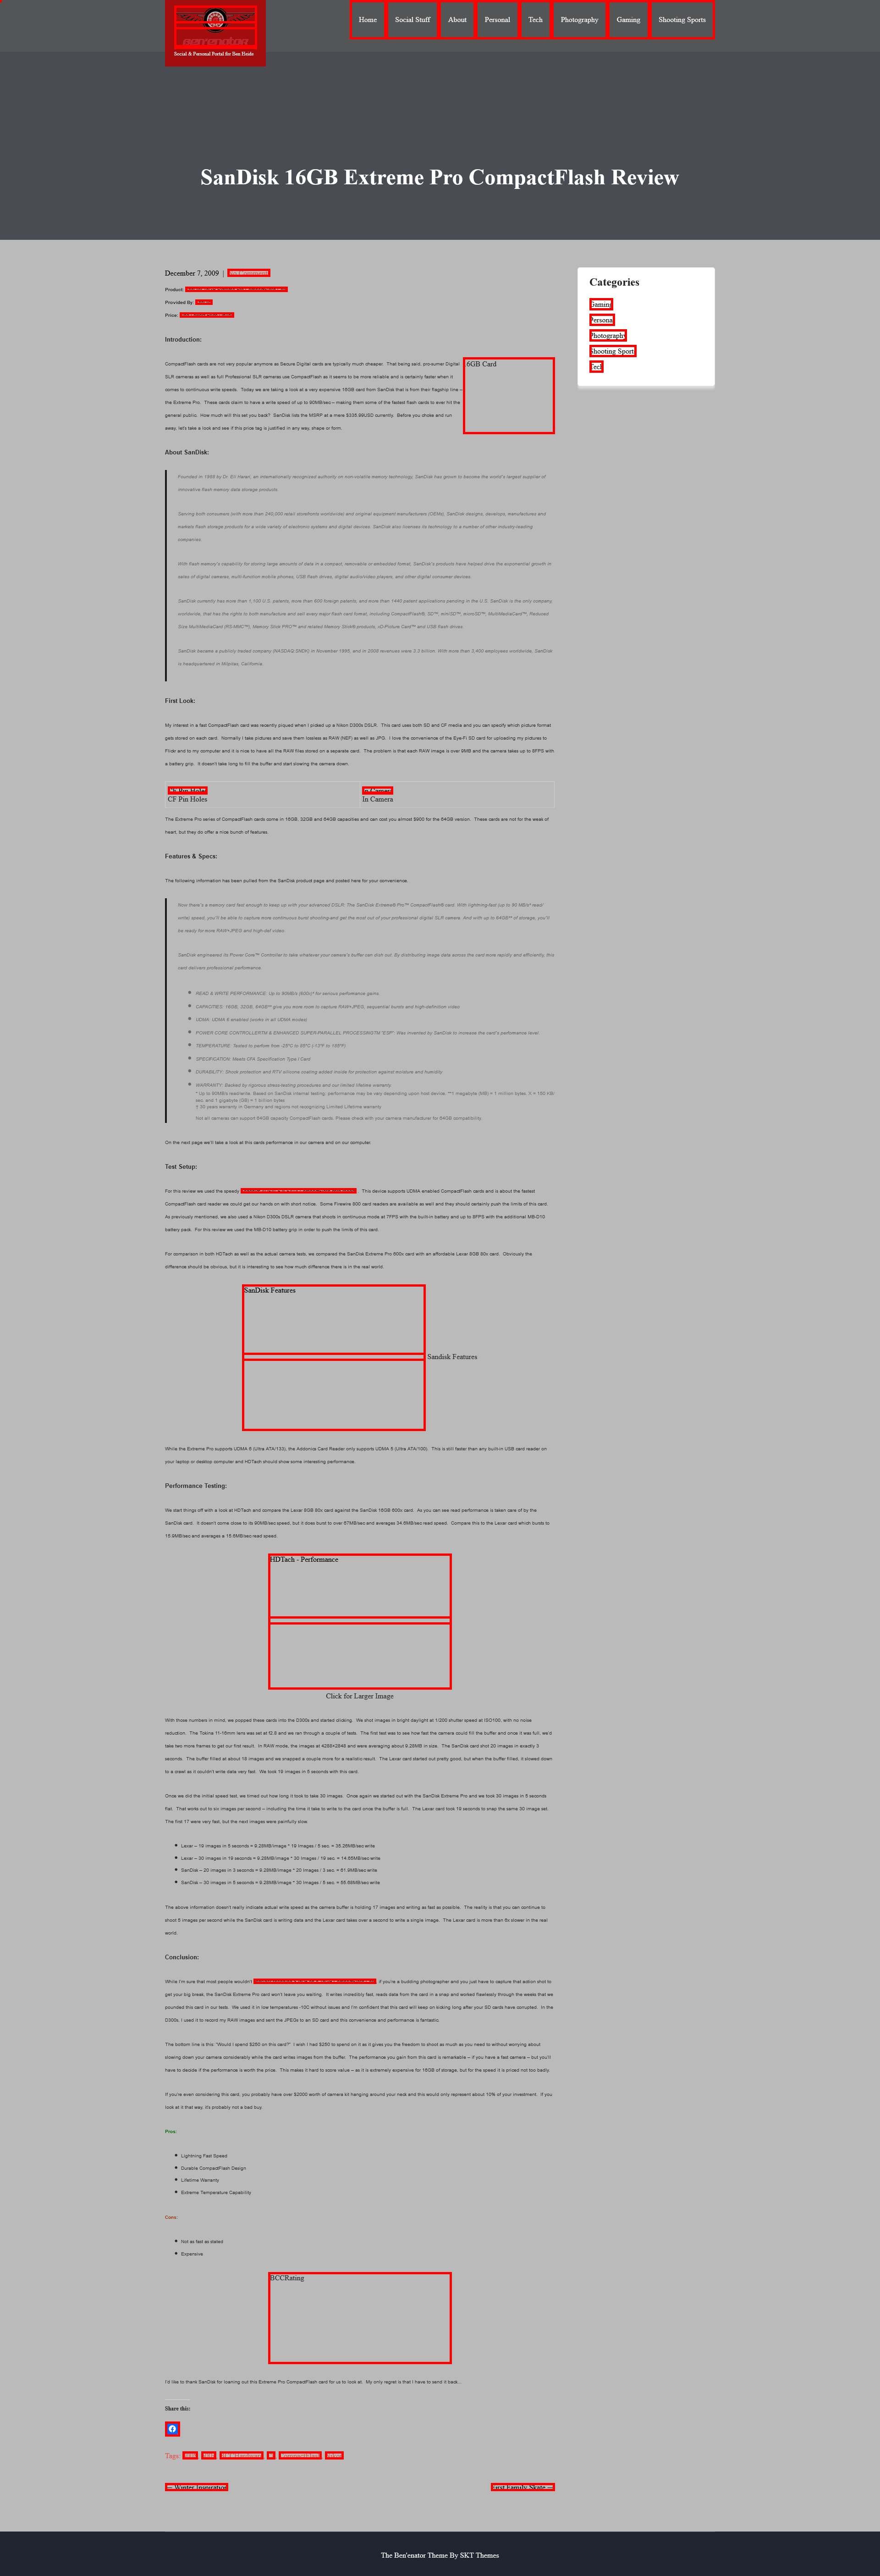 Home
Social Stuff
About
Personal
Tech
Photography
Gaming
Shooting Sports
Social & Personal Portal for Ben Heide
SanDisk 16GB Extreme Pro CompactFlash Review
December 7, 2009 |
Product:
Provided By:
Price:
Categories
Gaming
Personal
Photography
Shooting Sports
Tech
Introduction:
6GB Card
CompactFlash cards are not very popular anymore as Secure Digital cards are typically much cheaper. That being said, pro-sumer Digital
SLR cameras as well as full Professional SLR cameras use CompactFlash as it seems to be more reliable and is certainly faster when it
comes to continuous write speeds. Today we are taking a look at a very expensive 16GB card from SanDisk that is from their flagship line –
the Extreme Pro. These cards claim to have a write speed of up to 90MB/sec – making them some of the fastest flash cards to ever hit the
general public. How much will this set you back? SanDisk lists the MSRP at a mere $335.99USD currently. Before you choke and run
away, let's take a look and see if this price tag is justified in any way, shape or form.
About SanDisk:
Founded in 1988 by Dr. Eli Harari, an internationally recognized authority on non-volatile memory technology, SanDisk has grown to become the world's largest supplier of
innovative flash memory data storage products.
Serving both consumers (with more than 240,000 retail storefronts worldwide) and original equipment manufacturers (OEMs), SanDisk designs, develops, manufactures and
markets flash storage products for a wide variety of electronic systems and digital devices. SanDisk also licenses its technology to a number of other industry-leading
companies.
With flash memory's capability for storing large amounts of data in a compact, removable or embedded format, SanDisk's products have helped drive the exponential growth in
sales of digital cameras, multi-function mobile phones, USB flash drives, digital audio/video players, and other digital consumer devices.
SanDisk currently has more than 1,100 U.S. patents, more than 600 foreign patents, and more than 1440 patent applications pending in the U.S. SanDisk is the only company,
worldwide, that has the rights to both manufacture and sell every major flash card format, including CompactFlash®, SD™, miniSD™, microSD™, MultiMediaCard™, Reduced
Size MultiMediaCard (RS-MMC™), Memory Stick PRO™ and related Memory Stick® products, xD-Picture Card™ and USB flash drives.
SanDisk became a publicly traded company (NASDAQ:SNDK) in November 1995, and in 2006 revenues were 3.3 billion. With more than 3,400 employees worldwide, SanDisk
is headquartered in Milpitas, California.
First Look:
My interest in a fast CompactFlash card was recently piqued when I picked up a Nikon D300s DSLR. This card uses both SD and CF media and you can specify which picture format
gets stored on each card. Normally I take pictures and save them lossless as RAW (NEF) as well as JPG. I love the convenience of the Eye-Fi SD card for uploading my pictures to
Flickr and to my computer and it is nice to have all the RAW files stored on a separate card. The problem is that each RAW image is over 9MB and the camera takes up to 8FPS with
a battery grip. It doesn't take long to fill the buffer and start slowing the camera down.
CF Pin Holes
In Camera
CF Pin Holes
In Camera
The Extreme Pro series of CompactFlash cards come in 16GB, 32GB and 64GB capacities and can cost you almost $900 for the 64GB version. These cards are not for the weak of
heart, but they do offer a nice bunch of features.
Features & Specs:
The following information has been pulled from the SanDisk product page and posted here for your convenience.
Now there's a memory card fast enough to keep up with your advanced DSLR. The SanDisk Extreme® Pro™ CompactFlash® card. With lightning-fast (up to 90 MB/s* read/
write) speed, you'll be able to capture more continuous burst shooting and get the most out of your professional digital SLR camera. And with up to 64GB** of storage, you'll
be ready for more RAW+JPEG and high-def video.
SanDisk engineered its Power Core™ Controller to take whatever your camera's buffer can dish out. By distributing image data across the card more rapidly and efficiently, this
card delivers professional performance.
READ & WRITE PERFORMANCE: Up to 90MB/s (600X)* for serious performance gains.
CAPACITIES: 16GB, 32GB, 64GB** give you more room to capture RAW+JPEG, sequential bursts and high-definition video.
UDMA: UDMA 6 enabled (works in all UDMA modes).
POWER CORE CONTROLLERTM & ENHANCED SUPER-PARALLEL PROCESSINGTM "ESP": Was invented by SanDisk to increase the card's performance level.
TEMPERATURE: Tested to perform from -25ºC to 85ºC (-13ºF to 185ºF).
SPECIFICATION: Meets CFA Specification Type I Card
DURABILITY: Shock protection and RTV silicone coating added inside for protection against moisture and humidity.
WARRANTY: Backed by rigorous stress-testing procedures and our limited lifetime warranty.
* Up to 90MB/s read/write. Based on SanDisk internal testing; performance may be vary depending upon host device. **1 megabyte (MB) = 1 million bytes. X = 150 KB/
sec. and 1 gigabyte (GB) = 1 billion bytes.
‡ 30 years warranty in Germany and regions not recognizing Limited Lifetime warranty.
Not all cameras can support 64GB capacity CompactFlash cards. Please check with your camera manufacturer for 64GB compatibility.
On the next page we'll take a look at this cards performance in our camera and on our computer.
Test Setup:
For this review we used the speedy This device supports UDMA enabled CompactFlash cards and is about the fastest
CompactFlash card reader we could get our hands on with short notice. Some Firewire 800 card readers are available as well and they should certainly push the limits of this card.
As previously mentioned, we also used a Nikon D300s DSLR camera that shoots in continuous mode at 7FPS with the built-in battery and up to 8FPS with the additional MB-D10
battery pack. For this review we used the MB-D10 battery grip in order to push the limits of this card.
For comparison in both HDTach as well as the actual camera tests, we compared the SanDisk Extreme Pro 600x card with an affordable Lexar 8GB 80x card. Obviously the
difference should be obvious, but it is interesting to see how much difference there is in the real world.
SanDisk Features
Sandisk Features
While the Extreme Pro supports UDMA 6 (Ultra ATA/133), the Addonics Card Reader only supports UDMA 5 (Ultra ATA/100). This is still faster than any built-in USB card reader on
your laptop or desktop computer and HDTach should show some interesting performance.
Performance Testing:
We start things off with a look at HDTach and compare the Lexar 8GB 80x card against the SanDisk 16GB 600x card. As you can see read performance is taken care of by the
SanDisk card. It doesn't come close to its 90MB/sec speed, but it does burst to over 67MB/sec and averages 34.6MB/sec read speed. Compare this to the Lexar card which bursts to
15.9MB/sec and averages a 15.6MB/sec read speed.
HDTach - Performance
Click for Larger Image
With those numbers in mind, we popped these cards into the D300s and started clicking. We shot images in bright daylight at 1/200 shutter speed at ISO100, with no noise
reduction. The Tokina 11-16mm lens was set at f2.8 and we ran through a couple of tests. The first test was to see how fast the camera could fill the buffer and once it was full, we'd
take two more frames to get our first result. In RAW mode, the images at 4288×2848 and were averaging about 9.28MB in size. The SanDisk card shot 20 images in exactly 3
seconds. The buffer filled at about 18 images and we snapped a couple more for a realistic result. The Lexar card started out pretty good, but when the buffer filled, it slowed down
to a crawl as it couldn't write data very fast. We took 19 images in 5 seconds with this card.
Once we did the initial speed test, we timed out how long it took to take 30 images. Once again we started out with the SanDisk Extreme Pro and we took 30 images in 5 seconds
flat. That works out to six images per second – including the time it takes to write to the card once the buffer is full. The Lexar card took 19 seconds to snap the same 30 image set.
The first 17 were very fast, but the next images were painfully slow.
Lexar – 19 images in 5 seconds = 9.28MB/image * 19 images / 5 sec. = 35.26MB/sec write
Lexar – 30 images in 19 seconds = 9.28MB/image * 30 images / 19 sec. = 14.65MB/sec write
SanDisk – 20 images in 3 seconds = 9.28MB/image * 20 images / 3 sec. = 61.9MB/sec write
SanDisk – 30 images in 5 seconds = 9.28MB/image * 30 images / 5 sec. = 55.68MB/sec write
The above information doesn't really indicate actual write speed as the camera buffer is holding 17 images and writing as fast as possible. The reality is that you can continue to
shoot 5 images per second while the SanDisk card is writing data and the Lexar card takes over a second to write a single image. The Lexar card is more than 6x slower in the real
world.
Conclusion:
While I'm sure that most people wouldn't if you're a budding photographer and you just have to capture that action shot to
get your big break, the SanDisk Extreme Pro card won't leave you waiting. It writes incredibly fast, reads data from the card in a snap and worked flawlessly through the weeks that we
pounded this card in our tests. We used it in low temperatures -10C without issues and I'm confident that this card will keep on kicking long after your SD cards have corrupted. In the
D300s, I used it to record my RAW images and sent the JPEGs to an SD card and this convenience and performance is fantastic.
The bottom line is this: "Would I spend $250 on this card?" I wish I had $250 to spend on it as it gives you the freedom to shoot as much as you need to without worrying about
slowing down your camera considerably while the card writes images from the buffer. The performance you gain from this card is remarkable – if you have a fast camera – but you'll
have to decide if the performance is worth the price. This makes it hard to score value – as it is extremely expensive for 16GB of storage, but for the speed it is priced not too badly.
If you're even considering this card, you probably have over $2000 worth of camera kit hanging around your neck and this would only represent about 10% of your investment. If you
look at it that way, it's probably not a bad buy.
Pros:
Lightning Fast Speed
Durable CompactFlash Design
Lifetime Warranty
Extreme Temperature Capability
Cons:
Not as fast as stated
Expensive
BCCRating
I'd like to thank SanDisk for loaning out this Extreme Pro CompactFlash card for us to look at. My only regret is that I have to send it back…
Share this:
Tags:
← Winter Inspiration
First Family Skate →
The Ben'enator Theme By SKT Themes